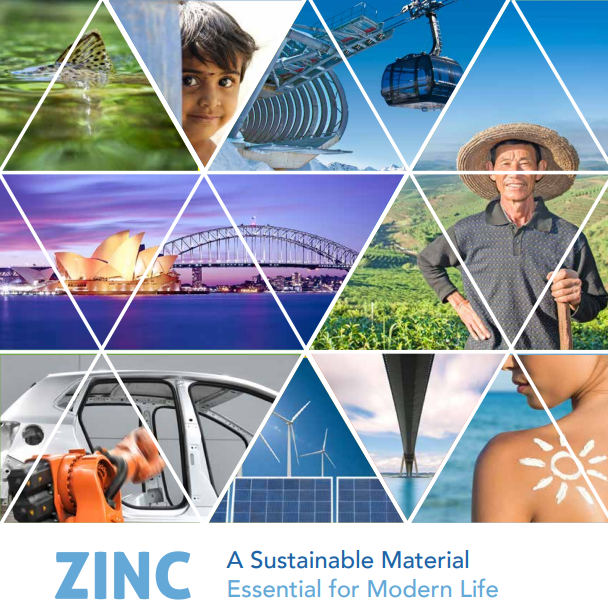 ZINC
A Sustainable Material
Essential for Modern Life